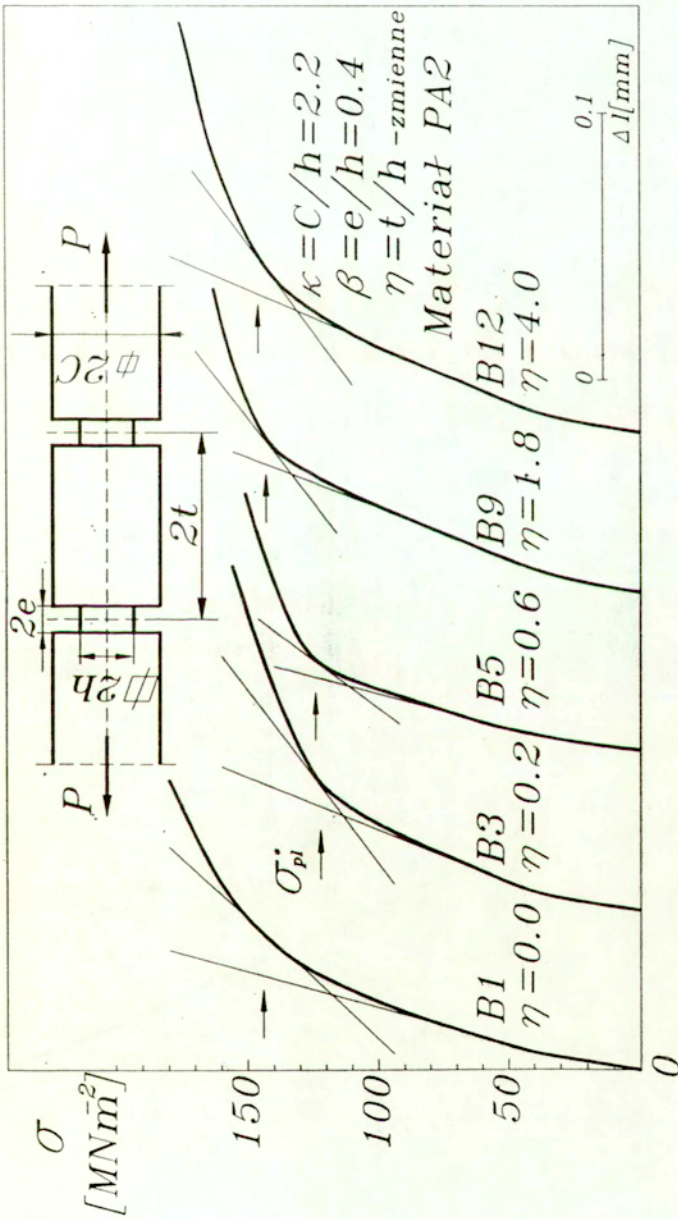 σ
[MNm⁻²]
150
100
50
0
P
2e
⌀2h
2t
⌀2C
P
σ*pl
κ=C/h=2.2
β=e/h=0.4
η=t/h-zmienne
Materiał PA2
B1
η=0.0
B3
η=0.2
B5
η=0.6
B9
η=1.8
B12
η=4.0
0
0.1
Δl[mm]